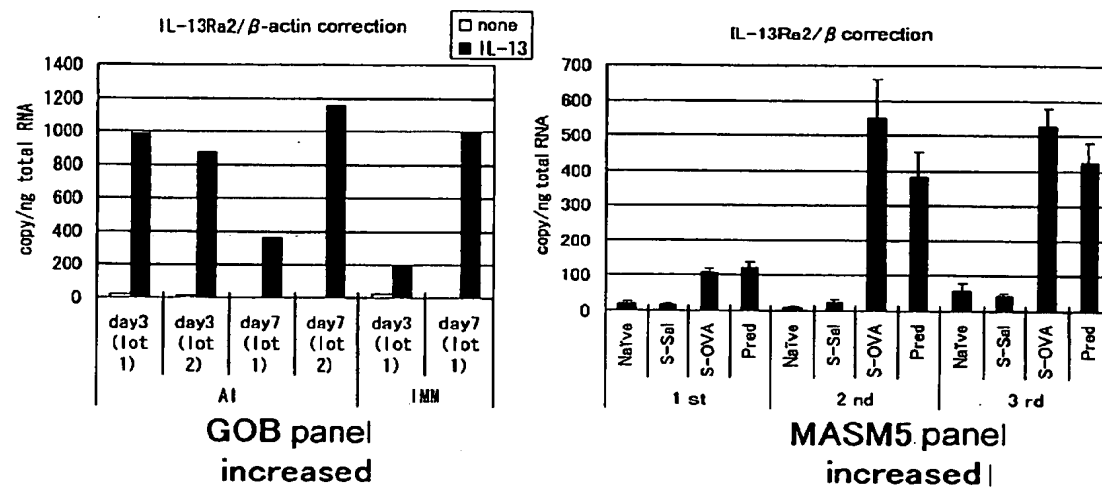 IL-13Ra2/β-actin correction
none
IL-13
1400
1200
1000
800
600
400
200
0
copy/ng total RNA
day3 (lot 1)
day3 (lot 2)
day7 (lot 1)
day7 (lot 2)
day3 (lot 1)
day7 (lot 1)
AI
IMM
GOB panel
increased
IL-13Ra2/β correction
700
600
500
400
300
200
100
0
copy/ng total RNA
Naïve
S-Sal
S-OVA
Pred
Naïve
S-Sal
S-OVA
Pred
Naïve
S-Sal
S-OVA
Pred
1 st
2 nd
3 rd
MASM5 panel
increased